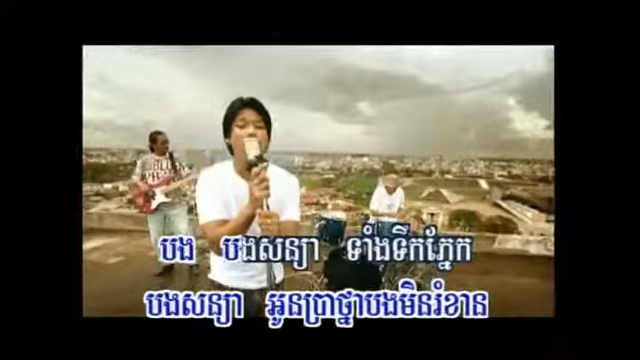 បង បងសន្យា ទាំងទឹកភ្នែក
បងសន្យា អូនប្រាថ្នាបងមិនរំខាន